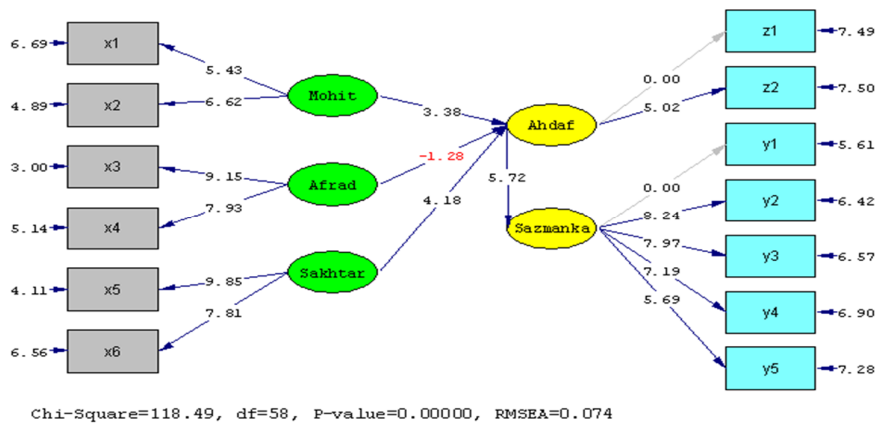 z1
7.49
6.69
x1
5.43
0.00
Mohit
z2
7.50
4.89
x2
6.62
3.38
5.02
Ahdaf
y1
5.61
3.00
x3
-1.28
9.15
Afrad
5.72
0.00
7.93
4.18
8.24
y2
6.42
5.14
x4
Sazmanka
7.97
y3
6.57
7.19
Sakhtar
4.11
x5
9.85
5.69
7.81
y4
6.90
6.56
x6
y5
7.28
Chi-Square=118.49, df=58, P-value=0.00000, RMSEA=0.074